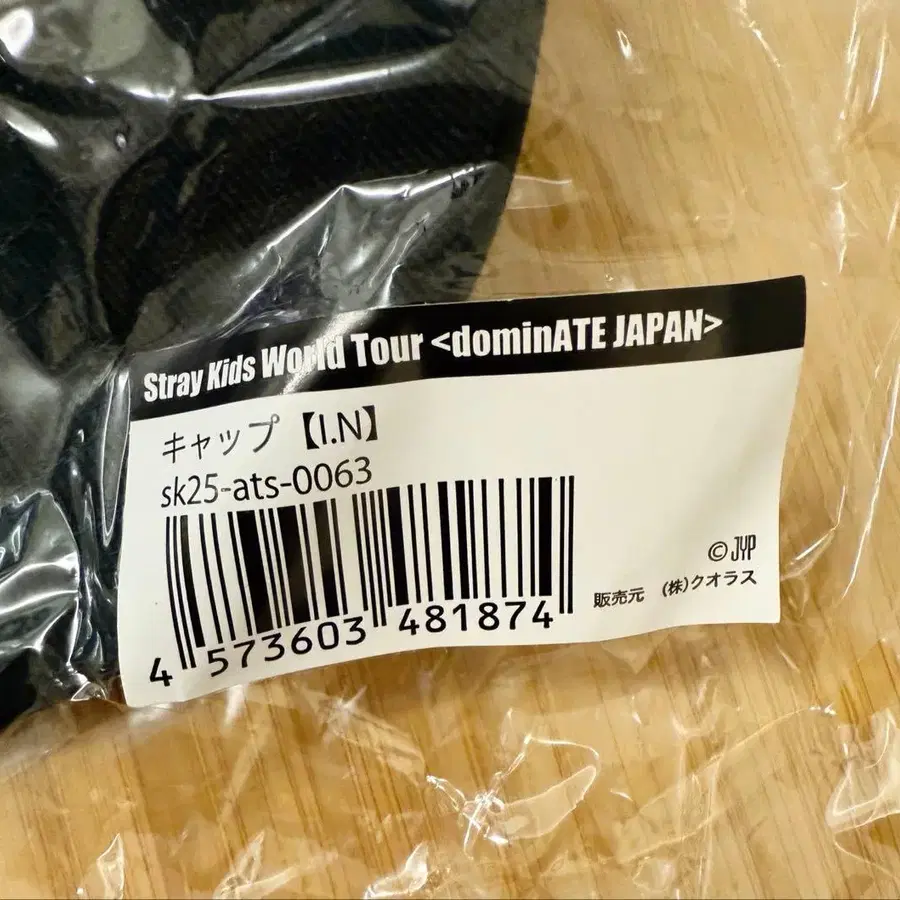 Stray Kids World Tour <dominATE JAPAN>
キャップ【I.N】
sk25-ats-0063
4 573603 481874
©JYP
販売元 (株)クオラス